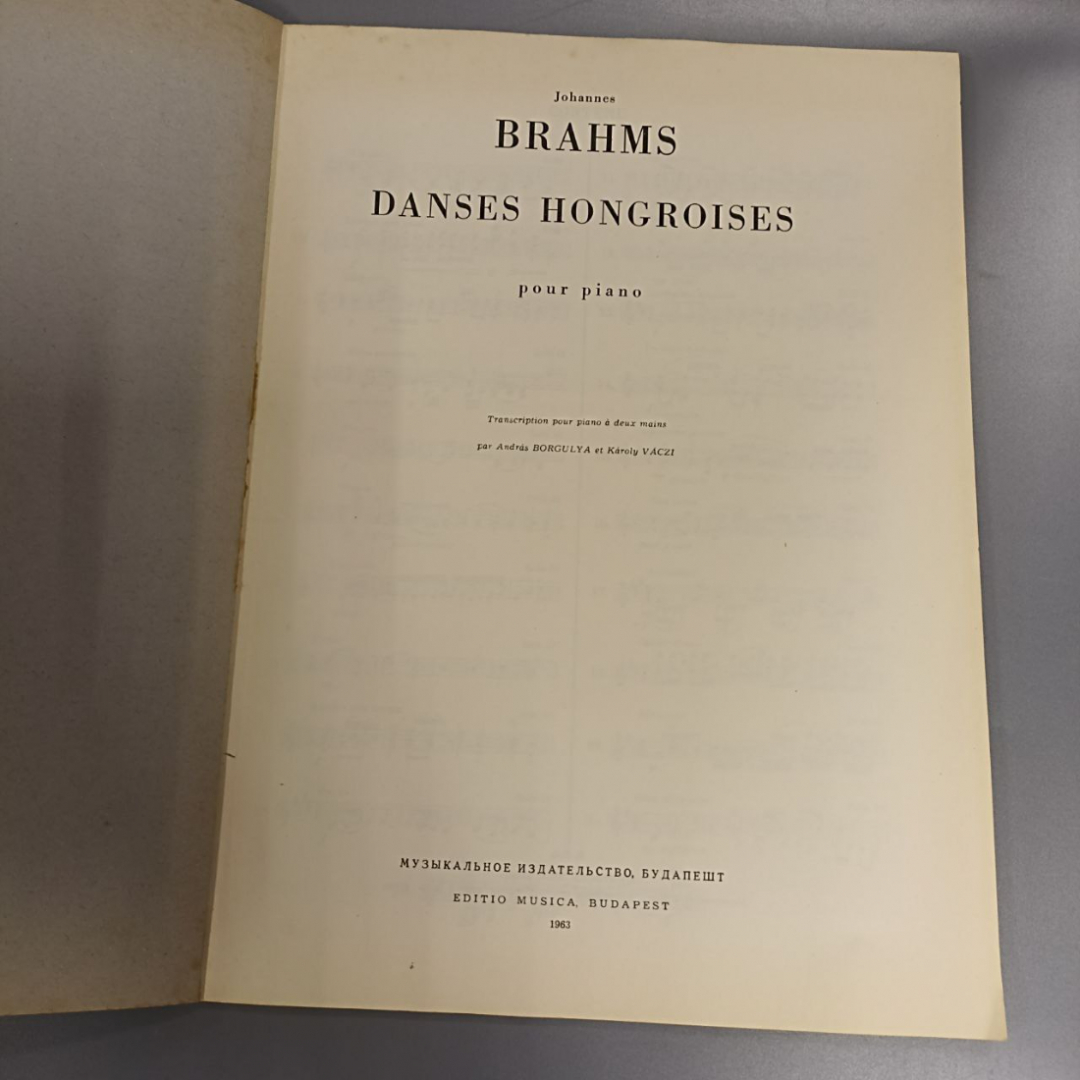 Johannes
BRAHMS
DANSES HONGROISES
pour piano
Transcription pour piano à deux mains
par András BORGULYA et Károly VÁCZI
МУЗЫКАЛЬНОЕ ИЗДАТЕЛЬСТВО, БУДАПЕШТ
EDITIO MUSICA, BUDAPEST
1963